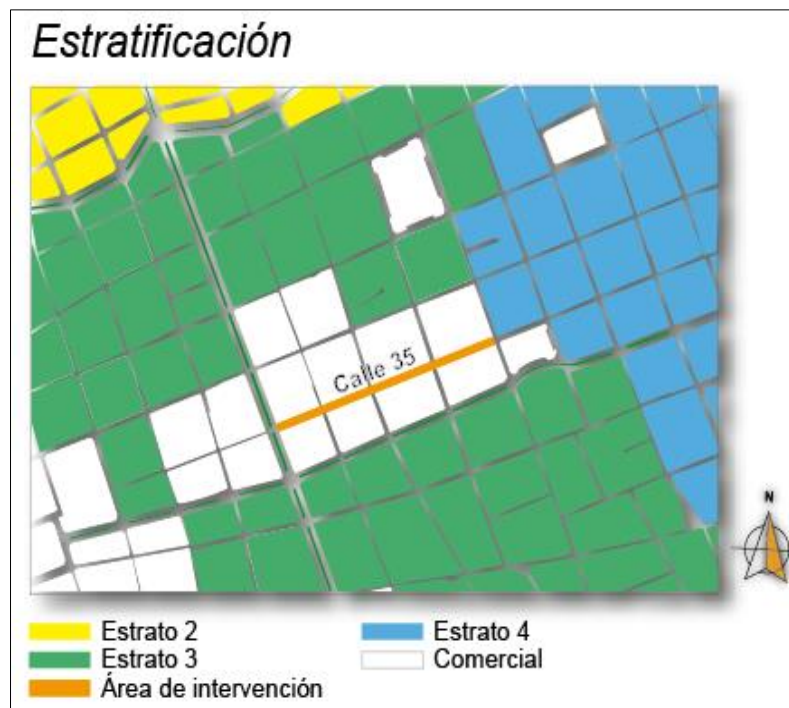 Estratificación
Calle 35
N
Estrato 2
Estrato 4
Estrato 3
Comercial
Área de intervención